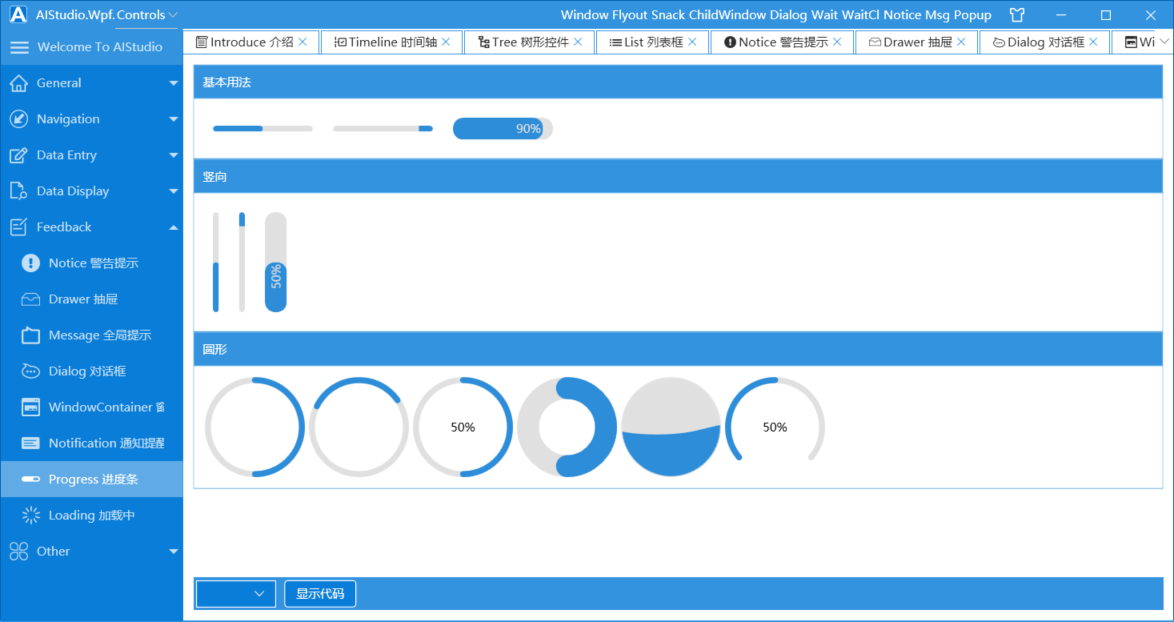 AIStudio.Wpf.Controls
Window Flyout Snack ChildWindow Dialog Wait WaitCl Notice Msg Popup
Welcome To AIStudio
Introduce 介绍
Timeline 时间轴
Tree 树形控件
List 列表框
Notice 警告提示
Drawer 抽屉
Dialog 对话框
Wi
General
Navigation
Data Entry
Data Display
Feedback
Notice 警告提示
Drawer 抽屉
Message 全局提示
Dialog 对话框
WindowContainer
Notification 通知提醒
Progress 进度条
Loading 加载中
Other
基本用法
90%
竖向
50%
圆形
50%
50%
显示代码